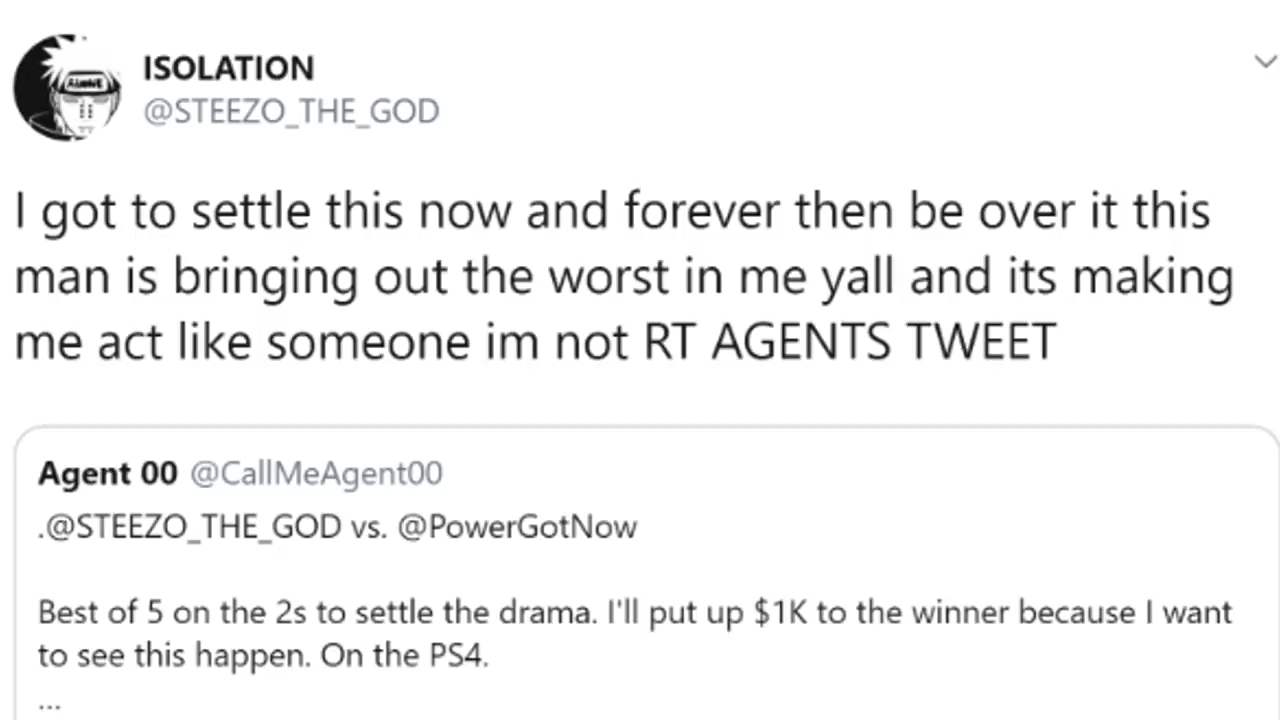 ISOLATION
@STEEZO_THE_GOD
I got to settle this now and forever then be over it this
man is bringing out the worst in me yall and its making
me act like someone im not RT AGENTS TWEET
Agent 00 @CallMeAgent00
.@STEEZO_THE_GOD vs. @PowerGotNow
Best of 5 on the 2s to settle the drama. I'll put up $1K to the winner because I want
to see this happen. On the PS4.
...